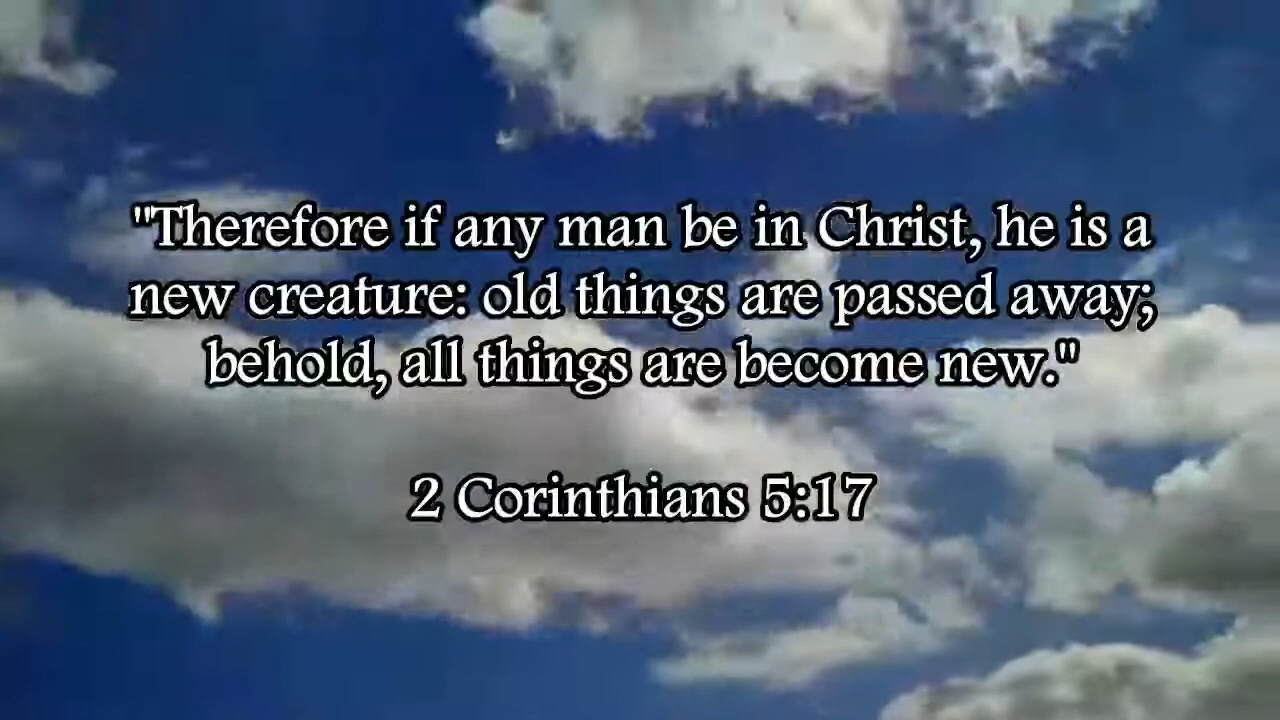 "Therefore if any man be in Christ, he is a
new creature: old things are passed away;
behold, all things are become new."
2 Corinthians 5:17